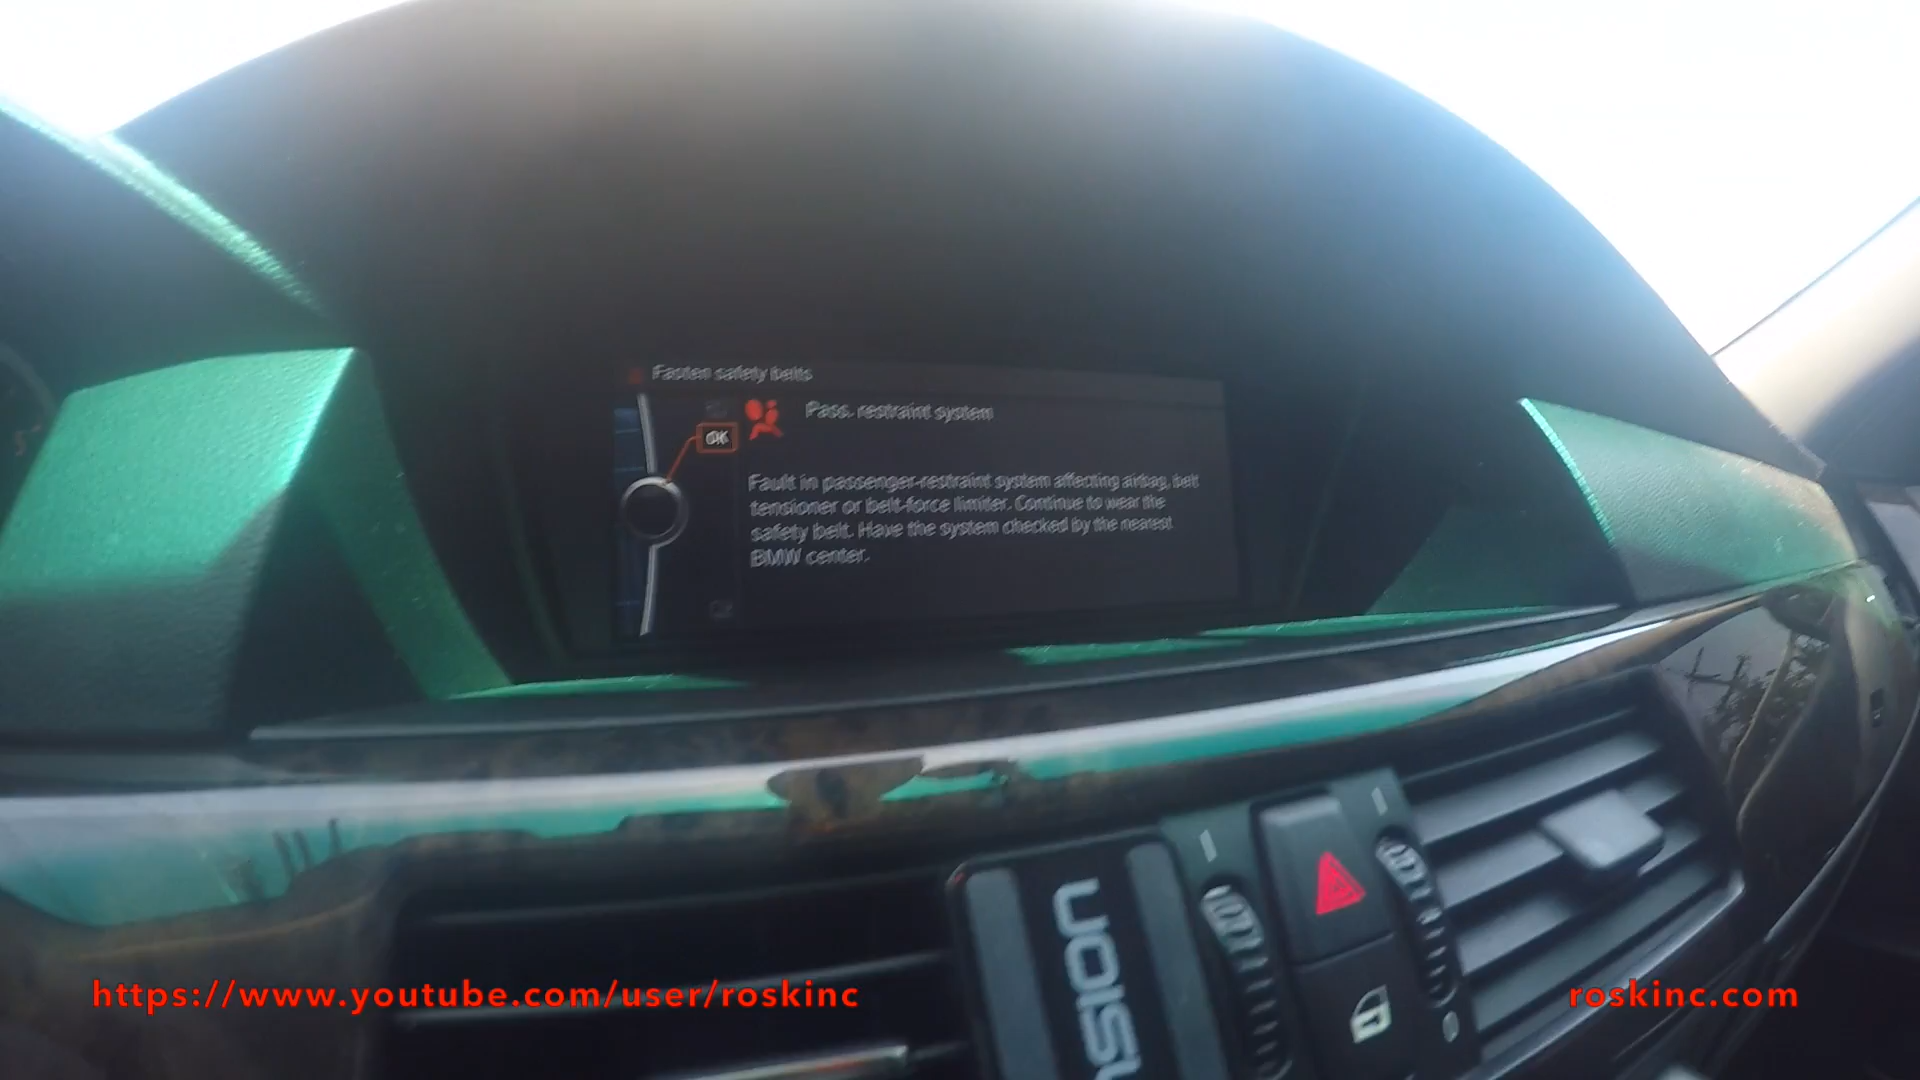 Fasten safety belts
Pass. restraint system
OK
Fault in passenger-restraint system affecting airbag, belt
tensioner or belt-force limiter. Continue to wear the
safety belt. Have the system checked by the nearest
BMW center.
https://www.youtube.com/user/roskinc
roskinc.com